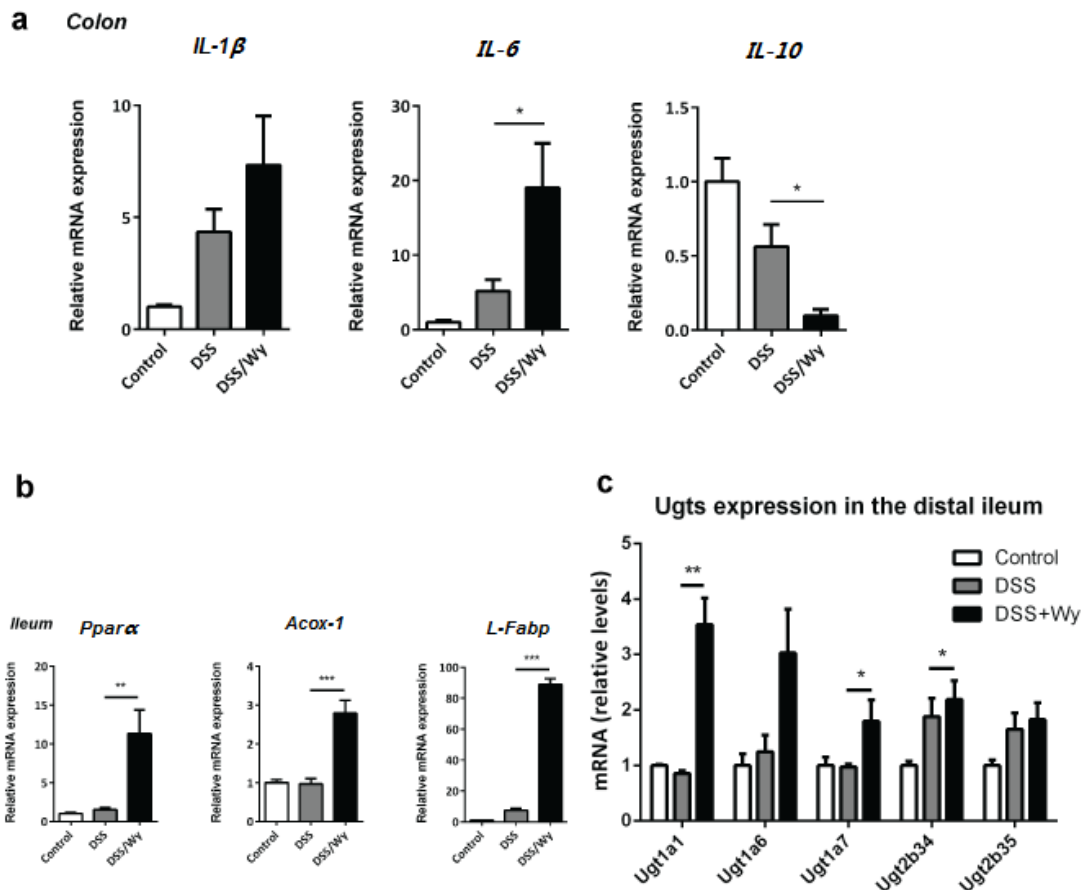 a Colon
IL-1β IL-6 IL-10
Relative mRNA expression
10
5
0
Control DSS DSS/Wy
Relative mRNA expression
30
20
10
0
*
Control DSS DSS/Wy
Relative mRNA expression
1.5
1.0
0.5
0.0
*
Control DSS DSS/Wy
b
Ileum Pparα Acox-1 L-Fabp
Relative mRNA expression
20
15
10
5
0
**
Control DSS DSS/Wy
Relative mRNA expression
4
3
2
1
0
***
Control DSS DSS/Wy
Relative mRNA expression
100
80
60
40
20
0
***
Control DSS DSS/Wy
c
Ugts expression in the distal ileum
mRNA (relative levels)
5
4
3
2
1
0
Control
DSS
DSS+Wy
** * *
Ugt1a1 Ugt1a6 Ugt1a7 Ugt2b34 Ugt2b35